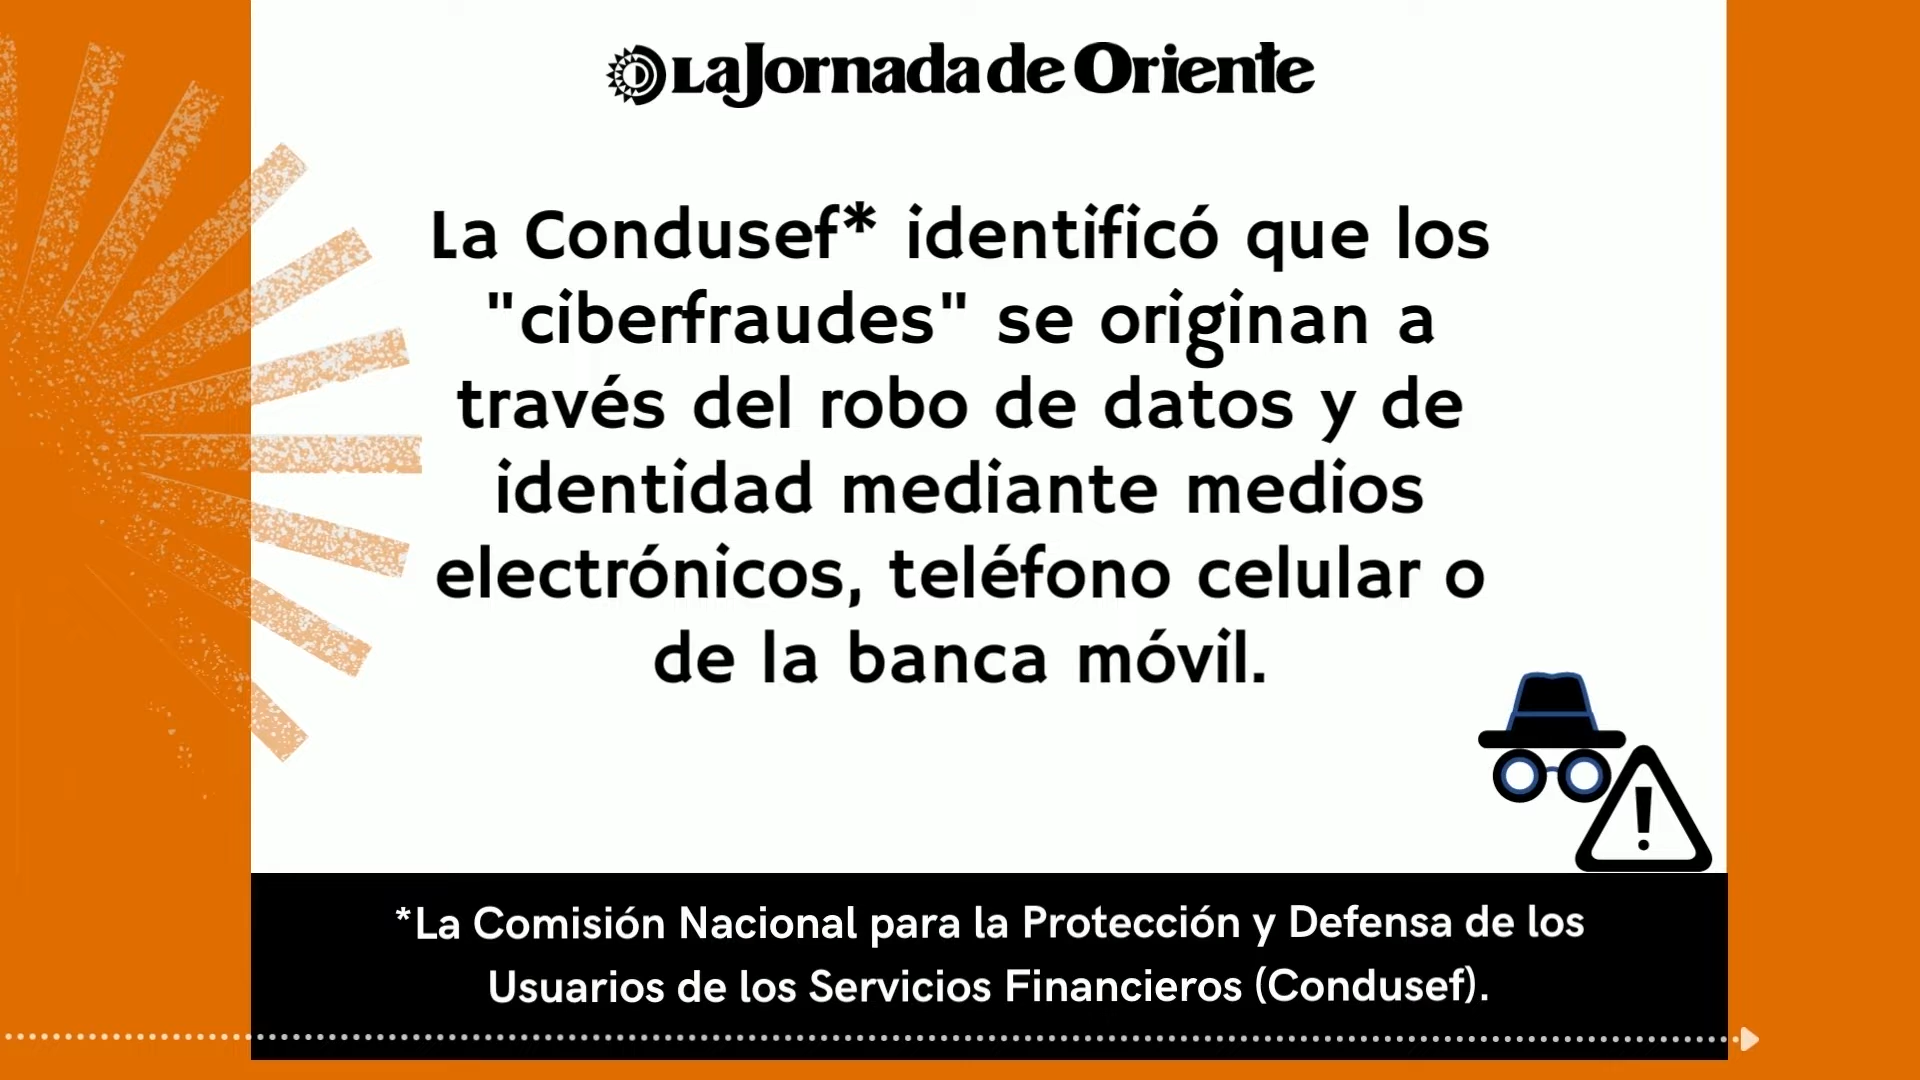 La Jornada de Oriente
La Condusef* identificó que los
"ciberfraudes" se originan a
través del robo de datos y de
identidad mediante medios
electrónicos, teléfono celular o
de la banca móvil.
!
*La Comisión Nacional para la Protección y Defensa de los
Usuarios de los Servicios Financieros (Condusef).